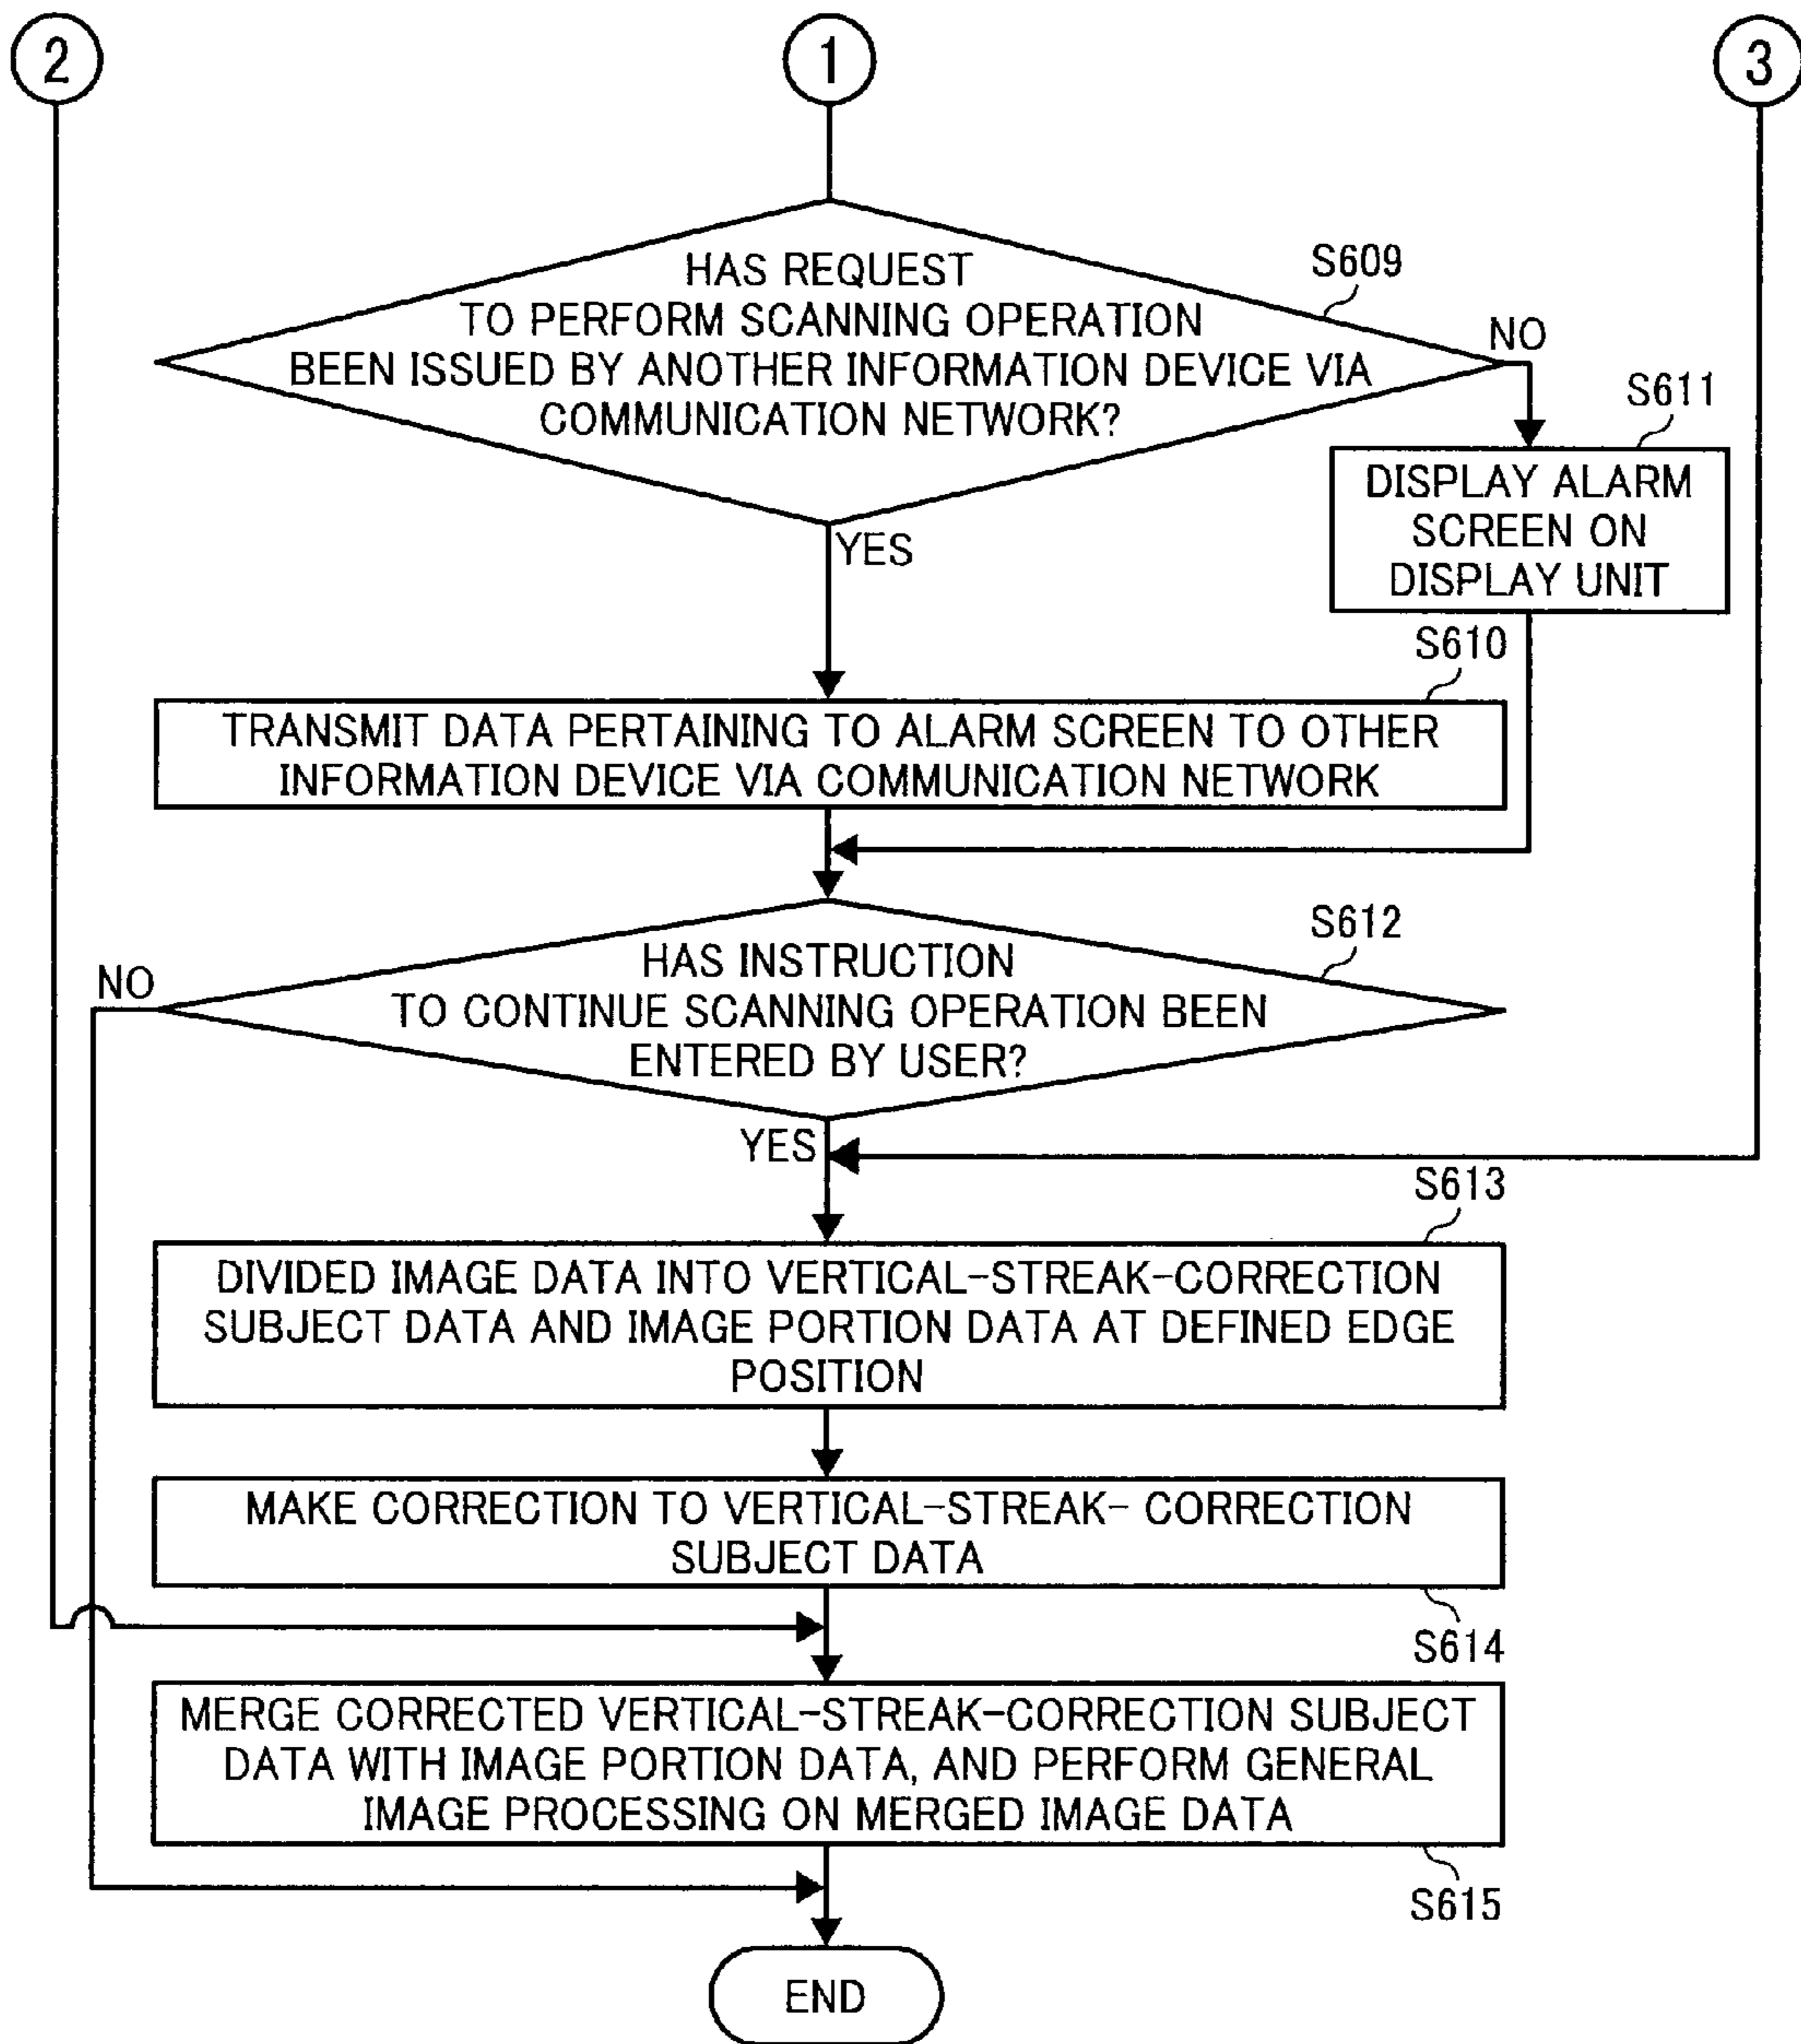 2
1
3
HAS REQUEST
TO PERFORM SCANNING OPERATION
BEEN ISSUED BY ANOTHER INFORMATION DEVICE VIA
COMMUNICATION NETWORK?
S609
NO
YES
S611
DISPLAY ALARM
SCREEN ON
DISPLAY UNIT
S610
TRANSMIT DATA PERTAINING TO ALARM SCREEN TO OTHER
INFORMATION DEVICE VIA COMMUNICATION NETWORK
S612
HAS INSTRUCTION
TO CONTINUE SCANNING OPERATION BEEN
ENTERED BY USER?
NO
YES
S613
DIVIDED IMAGE DATA INTO VERTICAL-STREAK-CORRECTION
SUBJECT DATA AND IMAGE PORTION DATA AT DEFINED EDGE
POSITION
MAKE CORRECTION TO VERTICAL-STREAK- CORRECTION
SUBJECT DATA
S614
MERGE CORRECTED VERTICAL-STREAK-CORRECTION SUBJECT
DATA WITH IMAGE PORTION DATA, AND PERFORM GENERAL
IMAGE PROCESSING ON MERGED IMAGE DATA
S615
END